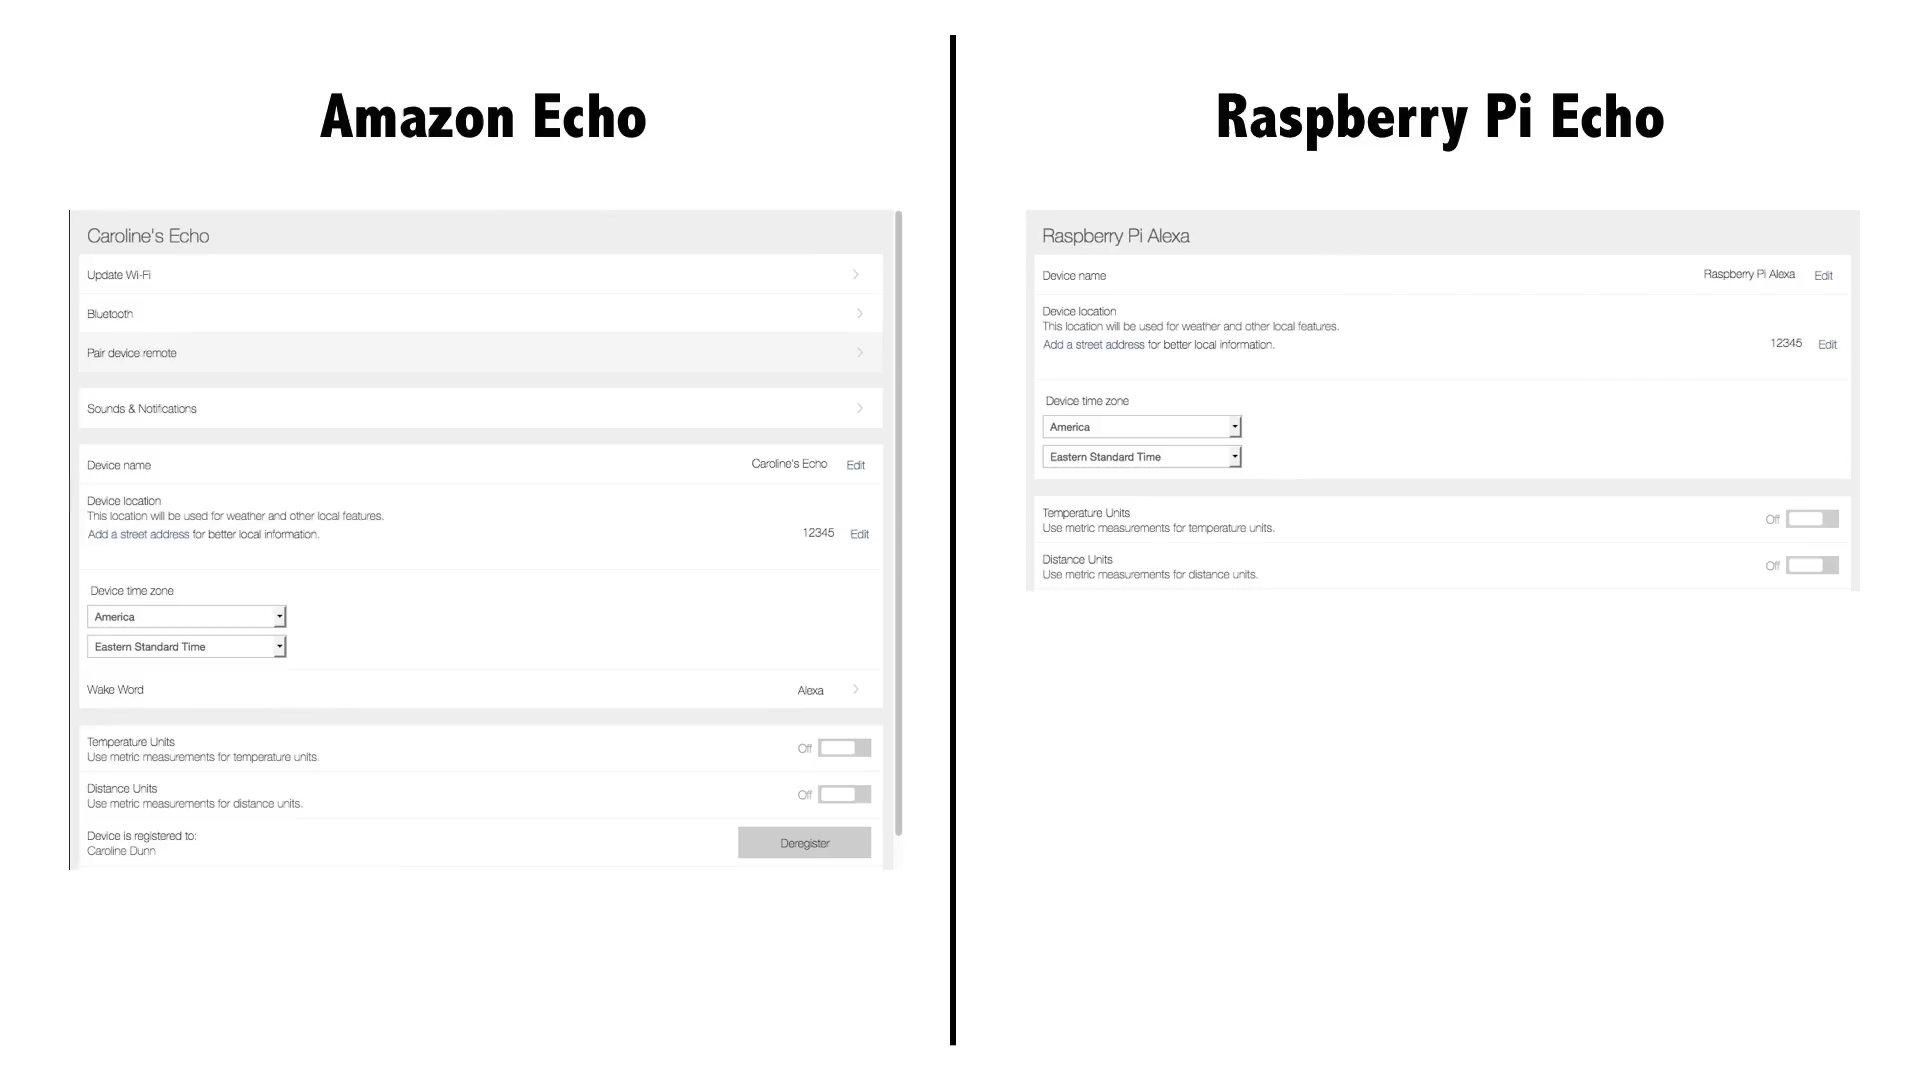 Amazon Echo
Caroline's Echo
Update Wi-Fi
Bluetooth
Pair device remote
Sounds & Notifications
Device name Caroline's Echo Edit
Device location
This location will be used for weather and other local features.
Add a street address for better local information. 12345 Edit
Device time zone
America
Eastern Standard Time
Wake Word Alexa
Temperature Units
Use metric measurements for temperature units. Off
Distance Units
Use metric measurements for distance units. Off
Device is registered to:
Caroline Dunn Deregister
Raspberry Pi Echo
Raspberry Pi Alexa
Device name Raspberry Pi Alexa Edit
Device location
This location will be used for weather and other local features.
Add a street address for better local information. 12345 Edit
Device time zone
America
Eastern Standard Time
Temperature Units
Use metric measurements for temperature units. Off
Distance Units
Use metric measurements for distance units. Off